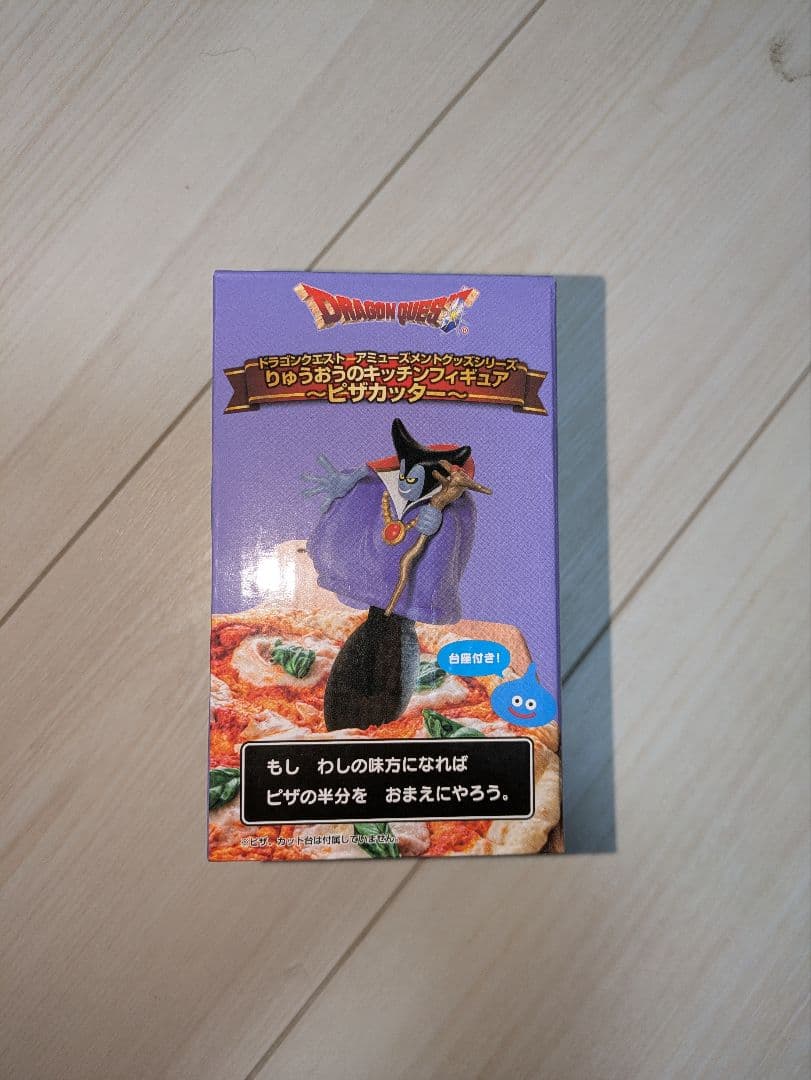 DRAGON QUEST
ドラゴンクエスト アミューズメントグッズシリーズ
りゅうおうのキッチンフィギュア
〜ピザカッター〜
台座付き!
もし わしの味方になれば
ピザの半分を おまえにやろう。
※ピザ、カット台は付属していません。